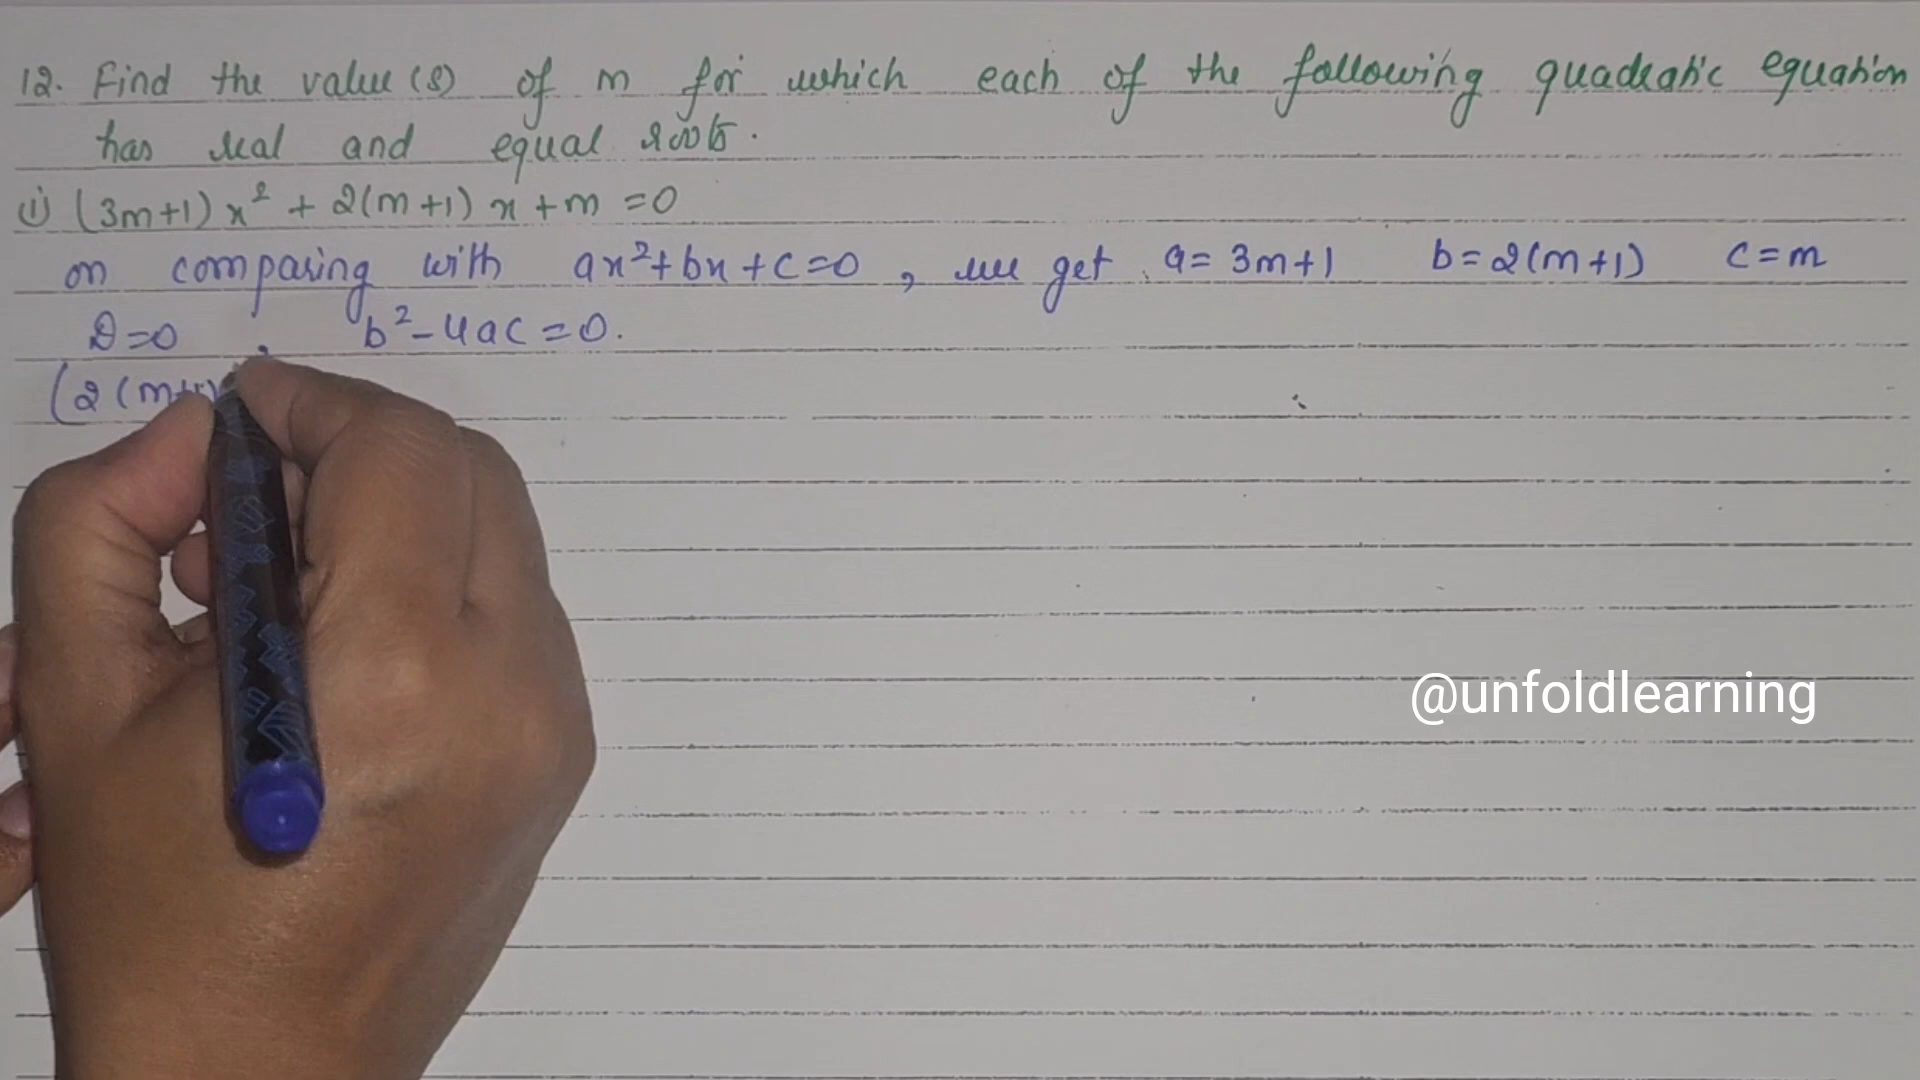 12. Find the value(s) of m for which each of the following quadratic equation
has real and equal roots.
(i) (3m+1)x² + 2(m+1)x + m = 0
on comparing with ax²+bx+c=0, we get a = 3m+1 b = 2(m+1) c = m
D=0, b²-4ac=0.
(2(m+1)
@unfoldlearning